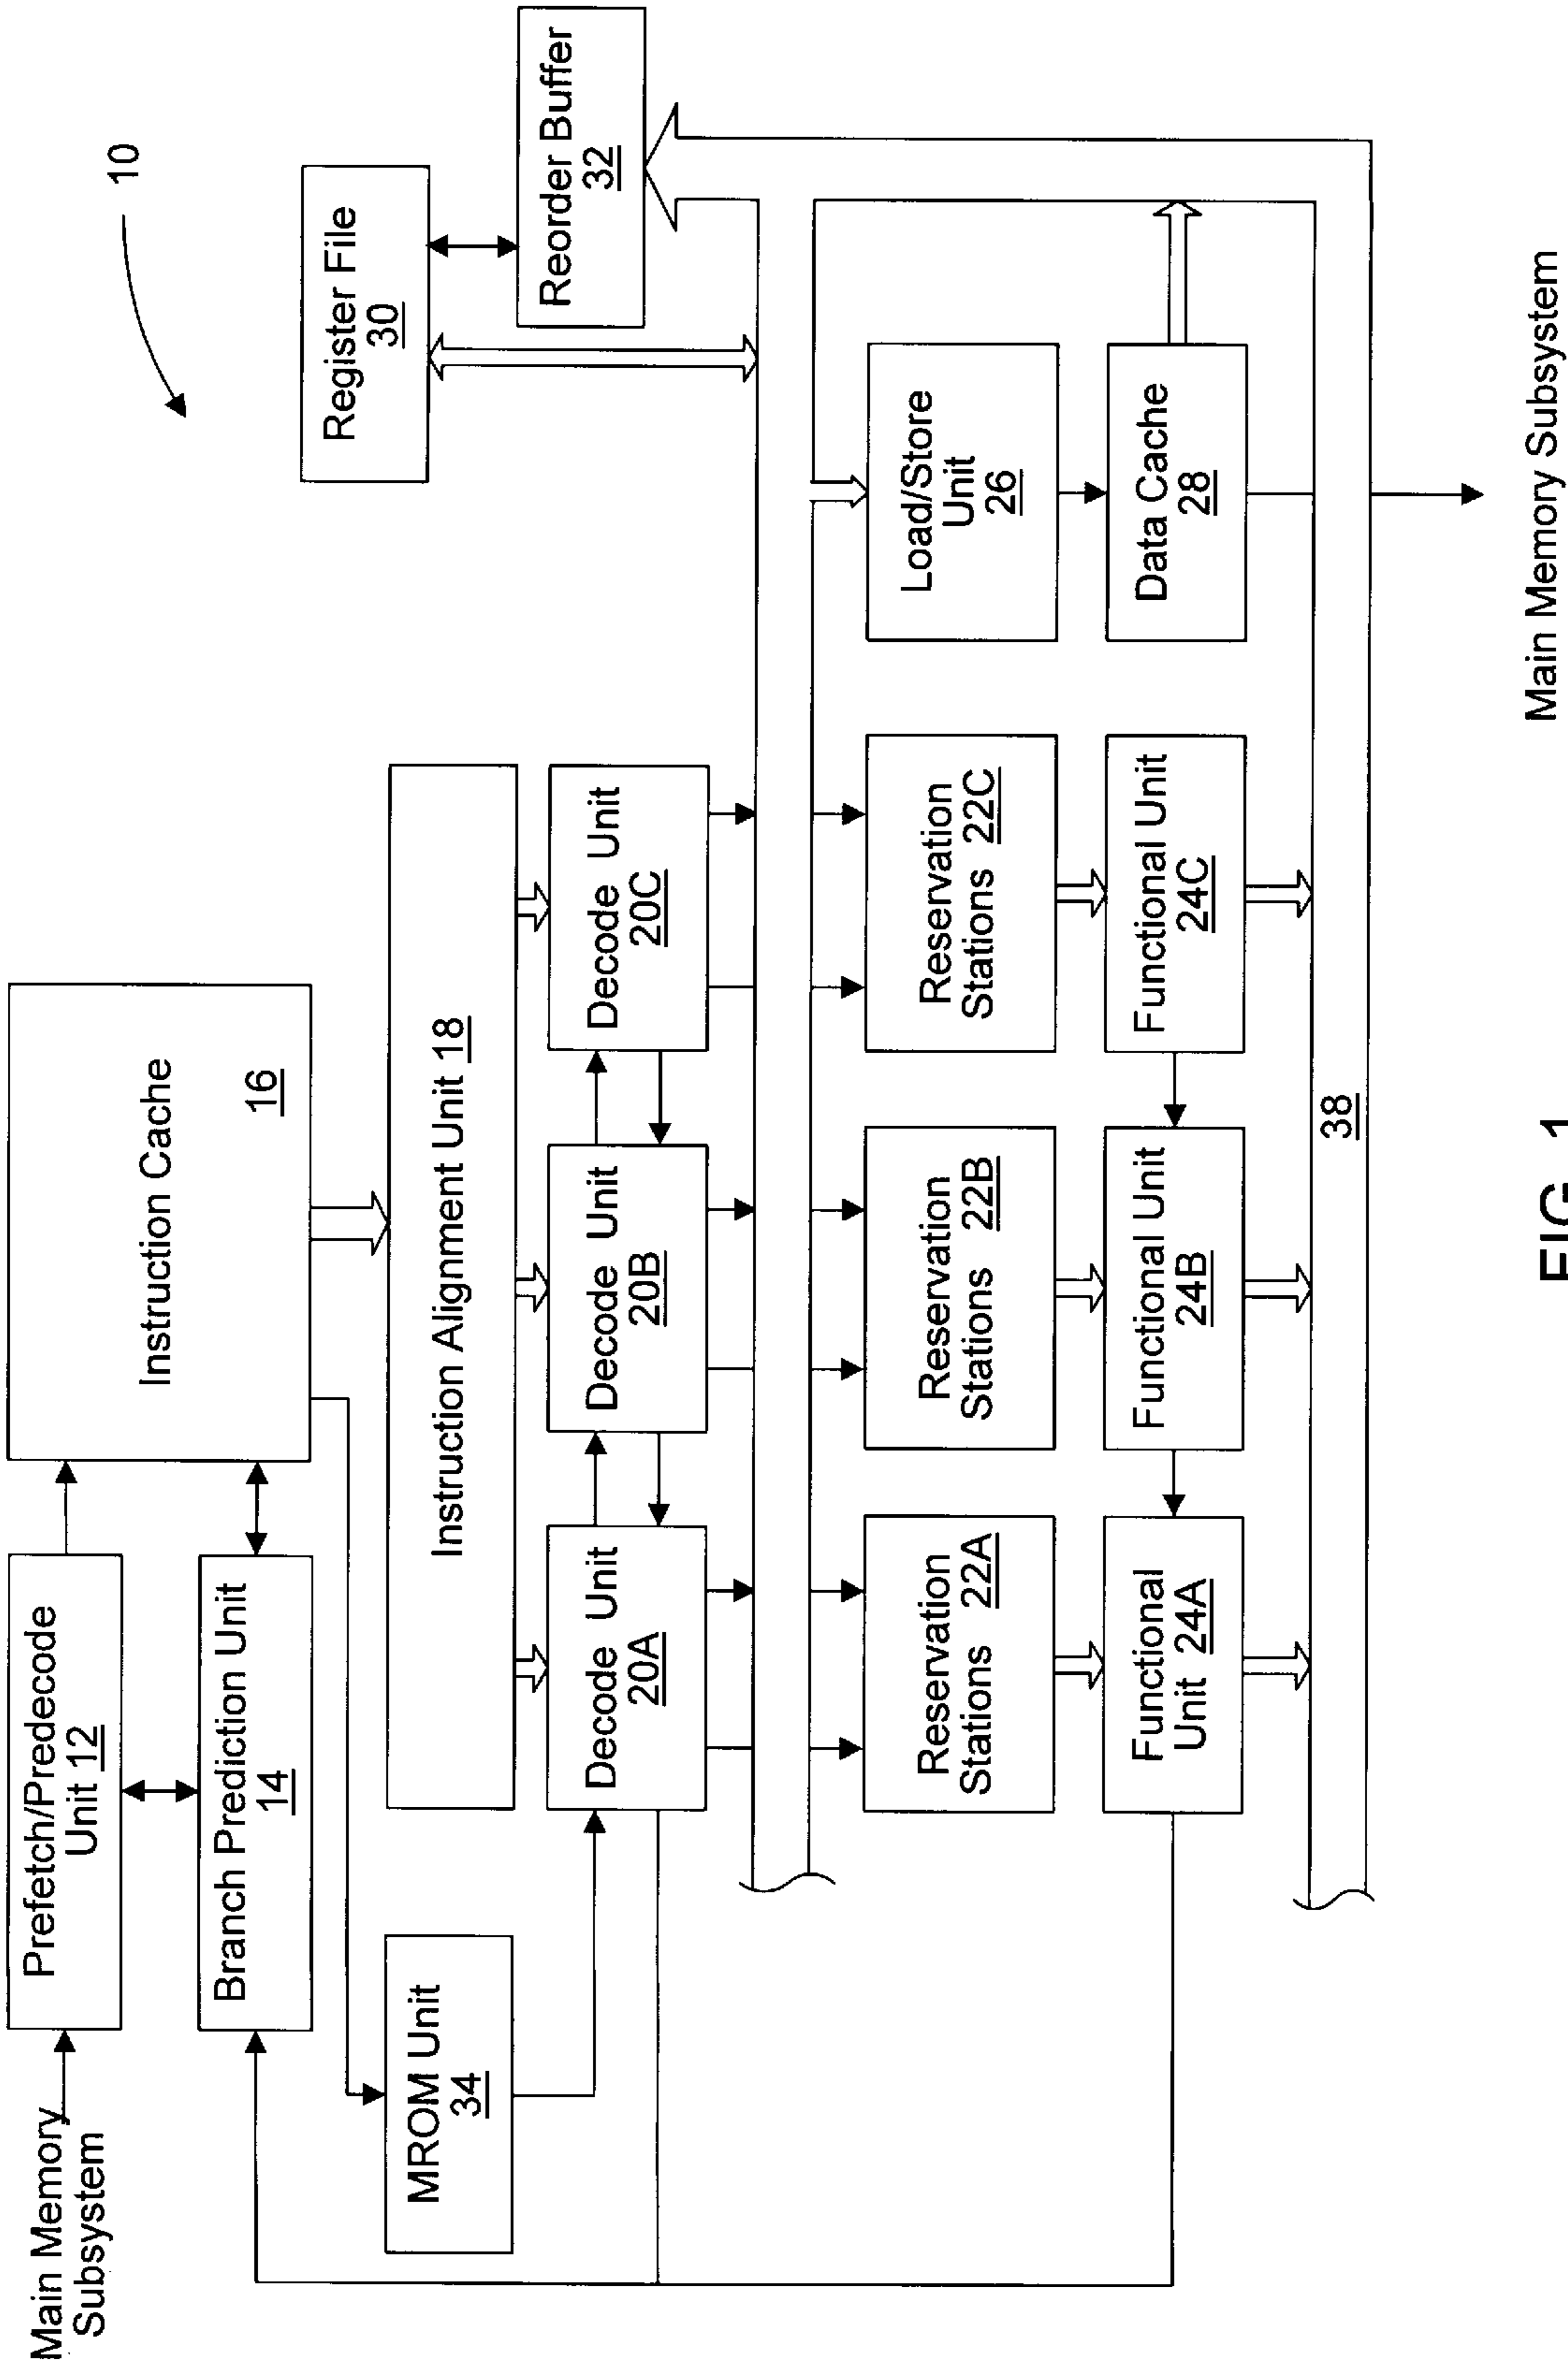 10
Main Memory
Subsystem
Prefetch/Predecode
Unit 12
Branch Prediction Unit
14
Instruction Cache
16
MROM Unit
34
Instruction Alignment Unit 18
Register File
30
Reorder Buffer
32
Decode Unit
20A
Decode Unit
20B
Decode Unit
20C
Reservation
Stations 22A
Reservation
Stations 22B
Reservation
Stations 22C
Load/Store
Unit
26
Functional
Unit 24A
Functional Unit
24B
Functional Unit
24C
Data Cache
28
38
Main Memory Subsystem
FIG. 1